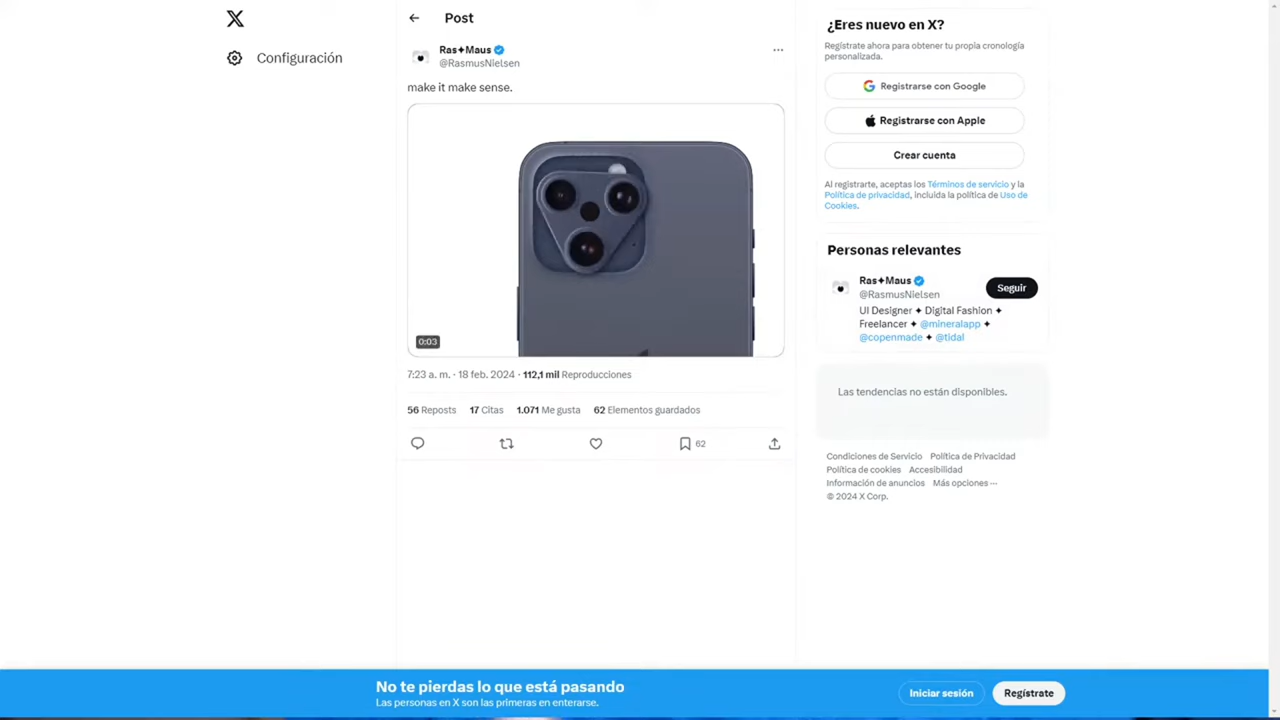 Configuración
Post
Ras✦Maus
@RasmusNielsen
make it make sense.
0:03
7:23 a. m. · 18 feb. 2024 · 112,1 mil Reproducciones
56 Reposts 17 Citas 1.071 Me gusta 62 Elementos guardados
62
¿Eres nuevo en X?
Regístrate ahora para obtener tu propia cronología
personalizada.
Registrarse con Google
Registrarse con Apple
Crear cuenta
Al registrarte, aceptas los Términos de servicio y la
Política de privacidad, incluida la política de Uso de
Cookies.
Personas relevantes
Ras✦Maus
@RasmusNielsen
Seguir
UI Designer ✦ Digital Fashion ✦
Freelancer ✦ @mineralapp ✦
@copenmade ✦ @tidal
Las tendencias no están disponibles.
Condiciones de Servicio Política de Privacidad
Política de cookies Accesibilidad
Información de anuncios Más opciones ···
© 2024 X Corp.
No te pierdas lo que está pasando
Las personas en X son las primeras en enterarse.
Iniciar sesión
Regístrate